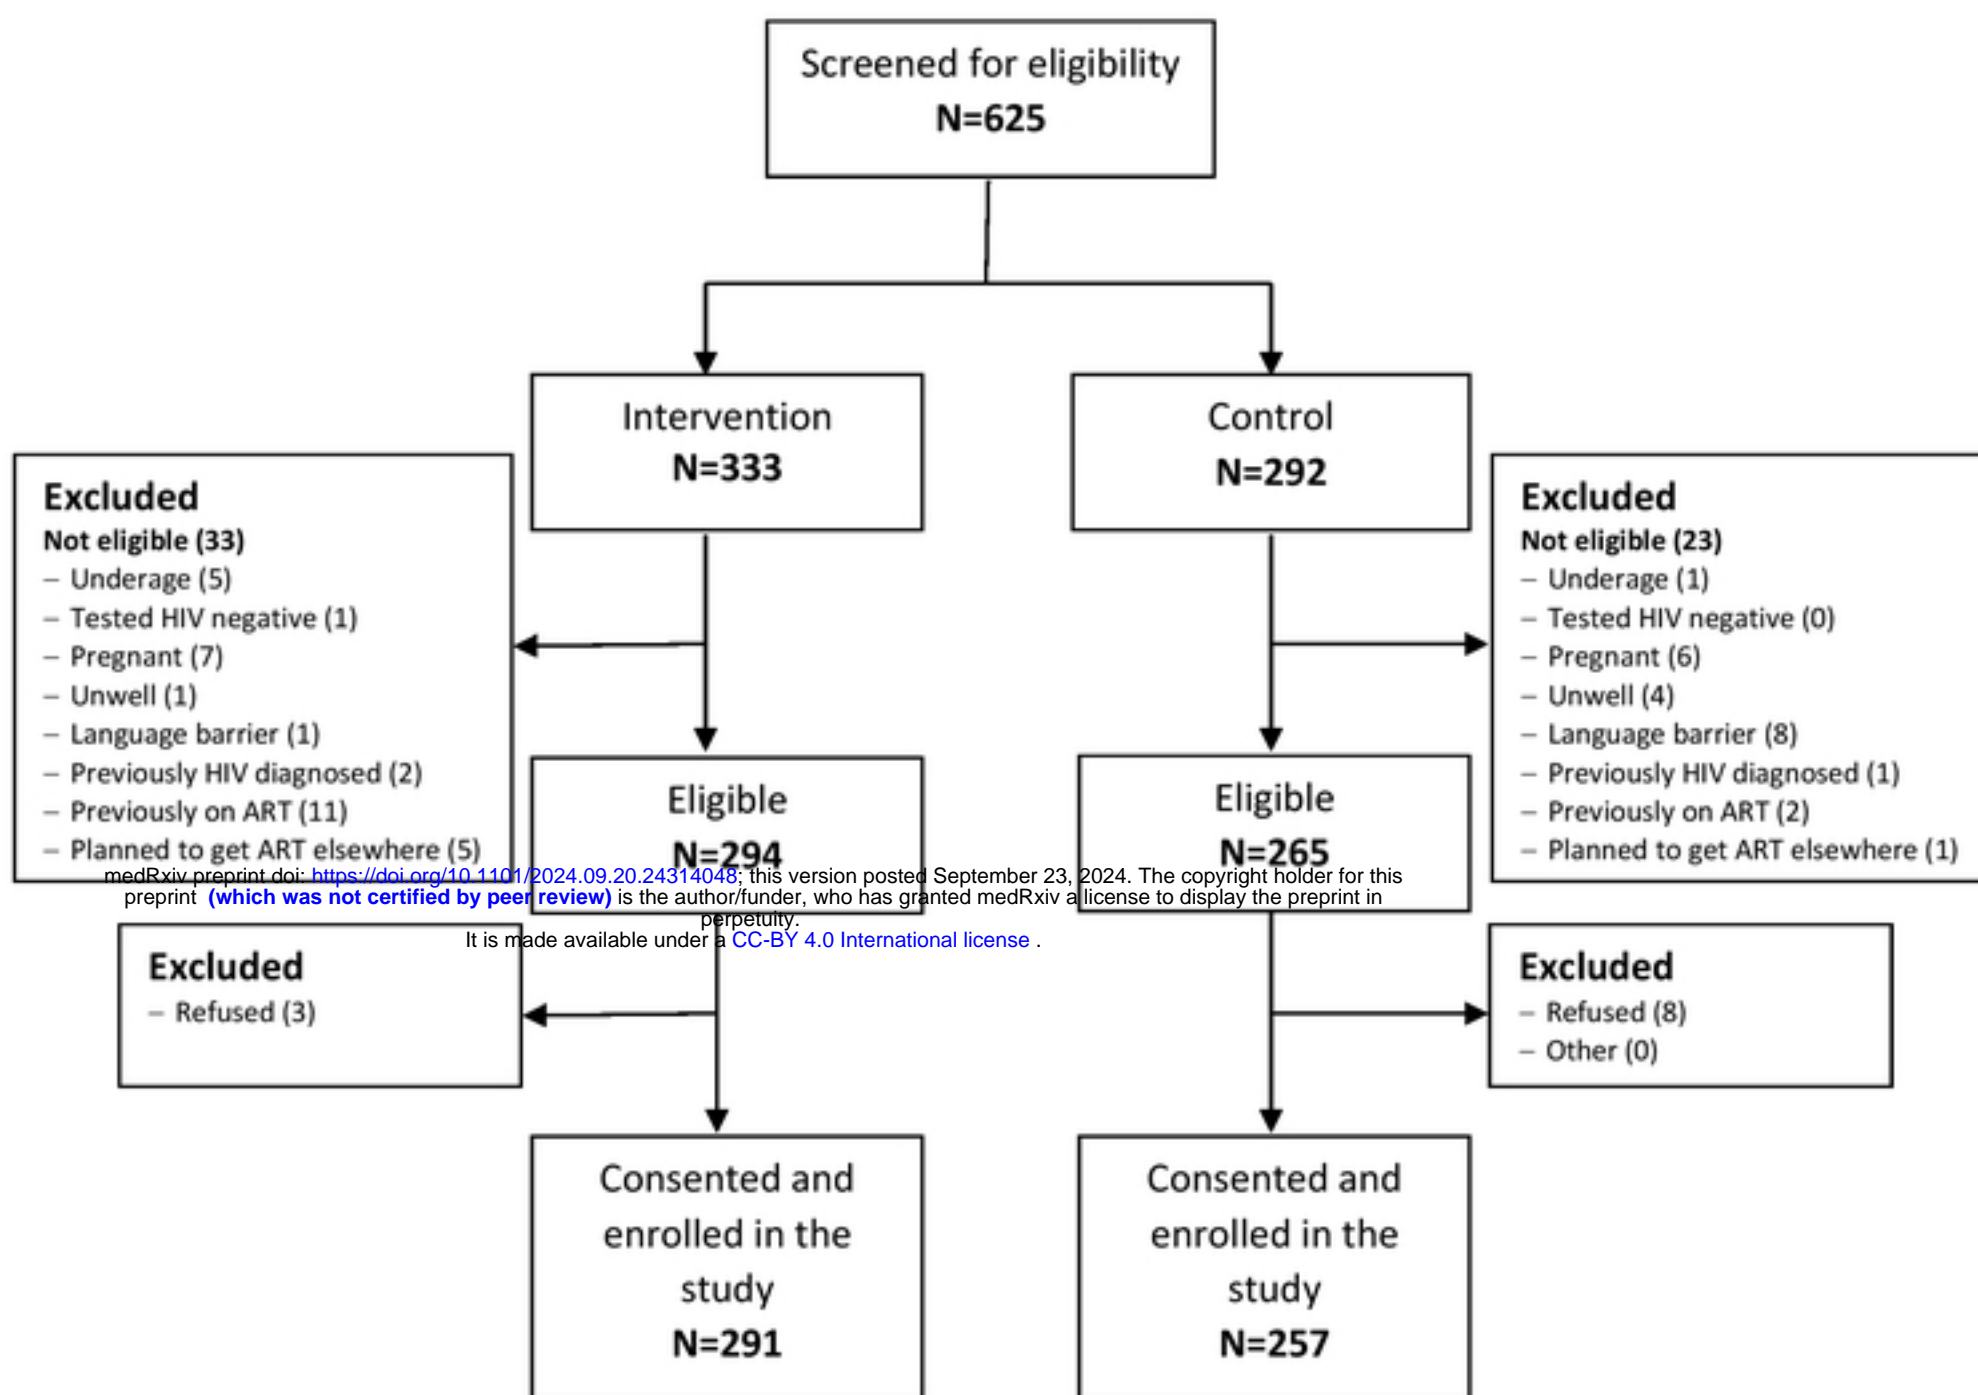 Screened for eligibility
N=625
Intervention
N=333
Control
N=292
Excluded
Not eligible (33)
– Underage (5)
– Tested HIV negative (1)
– Pregnant (7)
– Unwell (1)
– Language barrier (1)
– Previously HIV diagnosed (2)
– Previously on ART (11)
– Planned to get ART elsewhere (5)
Excluded
Not eligible (23)
– Underage (1)
– Tested HIV negative (0)
– Pregnant (6)
– Unwell (4)
– Language barrier (8)
– Previously HIV diagnosed (1)
– Previously on ART (2)
– Planned to get ART elsewhere (1)
Eligible
N=294
Eligible
N=265
medRxiv preprint doi: https://doi.org/10.1101/2024.09.20.24314048; this version posted September 23, 2024. The copyright holder for this
preprint (which was not certified by peer review) is the author/funder, who has granted medRxiv a license to display the preprint in
perpetuity.
It is made available under a CC-BY 4.0 International license .
Excluded
– Refused (3)
Excluded
– Refused (8)
– Other (0)
Consented and
enrolled in the
study
N=291
Consented and
enrolled in the
study
N=257